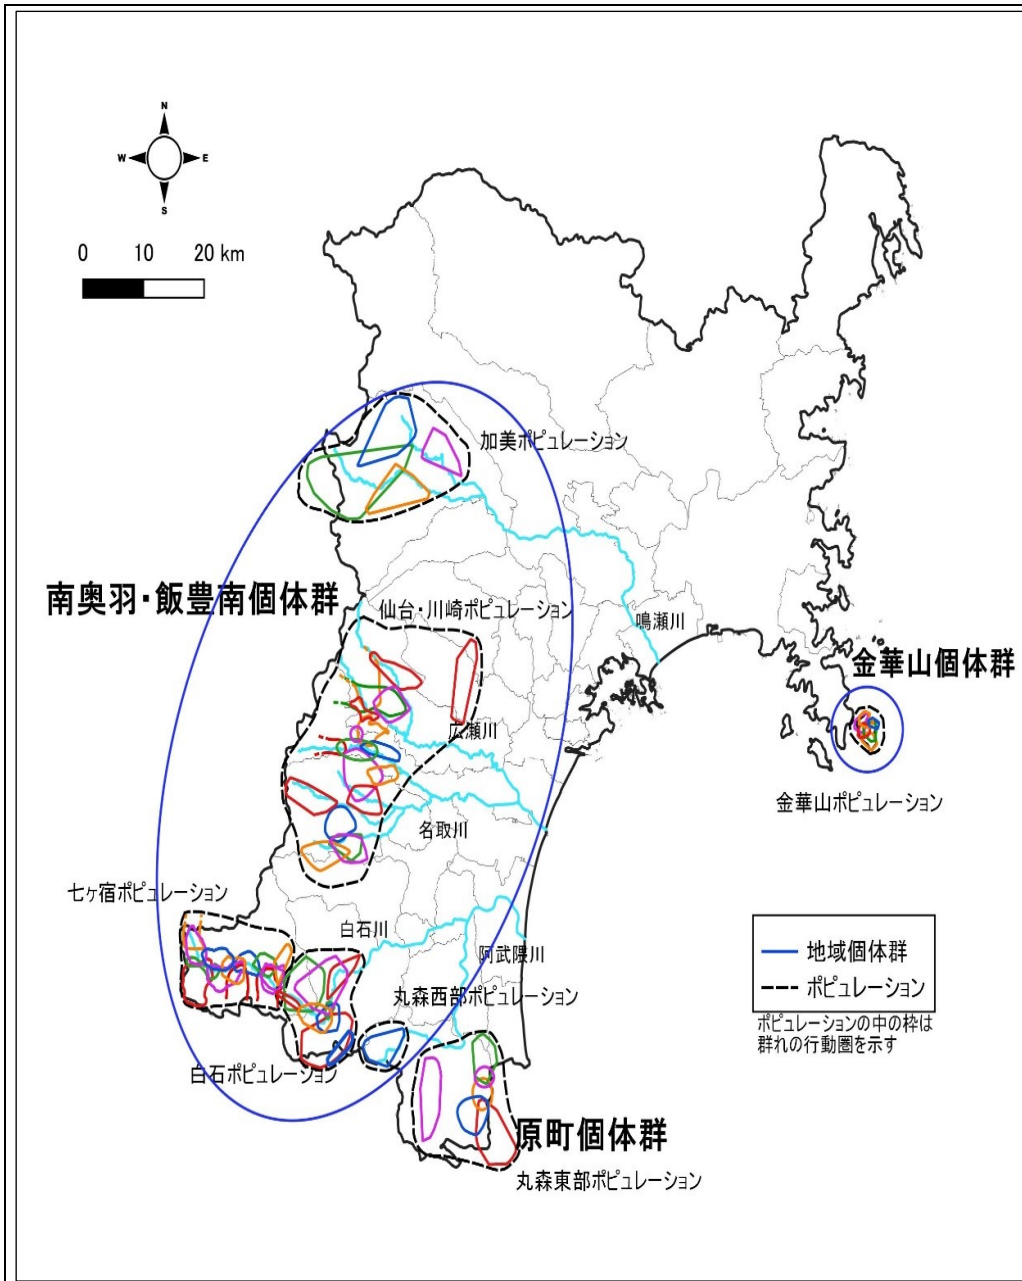 N
W E
S
0 10 20 km
加美ポピュレーション
南奥羽・飯豊南個体群
仙台・川崎ポピュレーション
鳴瀬川
金華山個体群
広瀬川
金華山ポピュレーション
名取川
七ヶ宿ポピュレーション
白石川
阿武隈川
地域個体群
丸森西部ポピュレーション
ポピュレーション
ポピュレーションの中の枠は
群れの行動圏を示す
白石ポピュレーション
原町個体群
丸森東部ポピュレーション